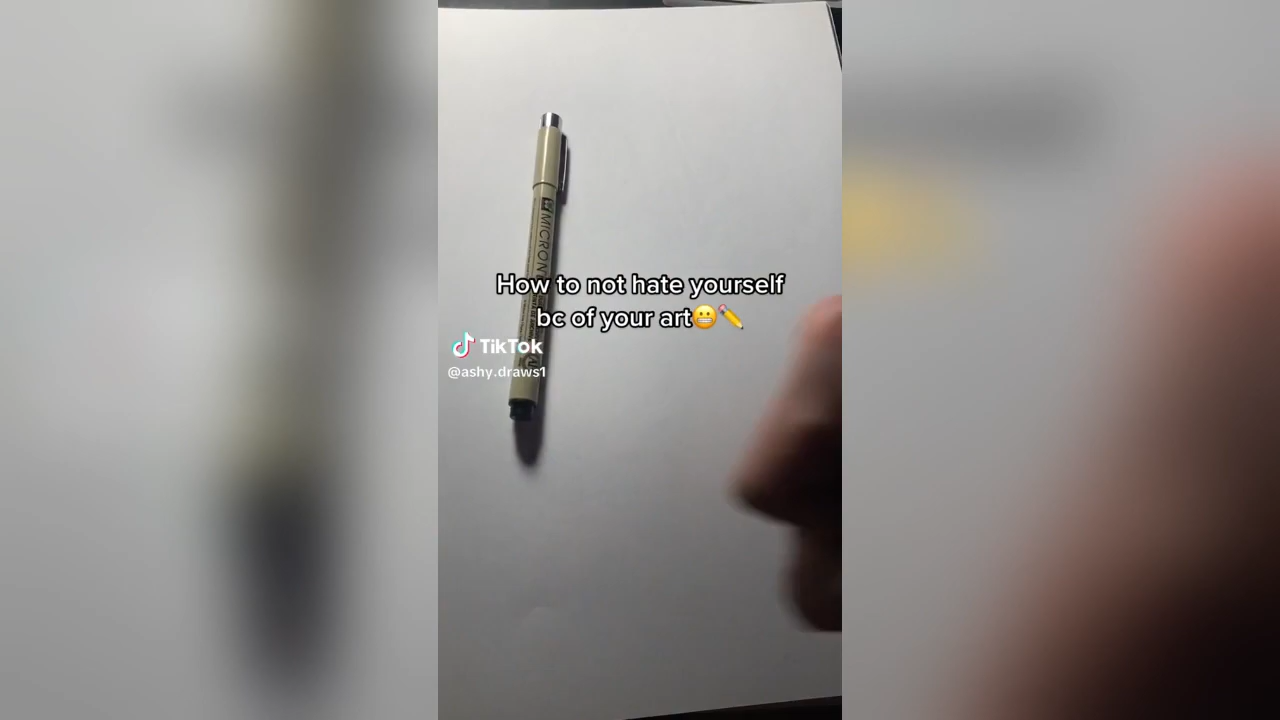 MICRON
How to not hate yourself
bc of your art😬✏️
TikTok
@ashy.draws1